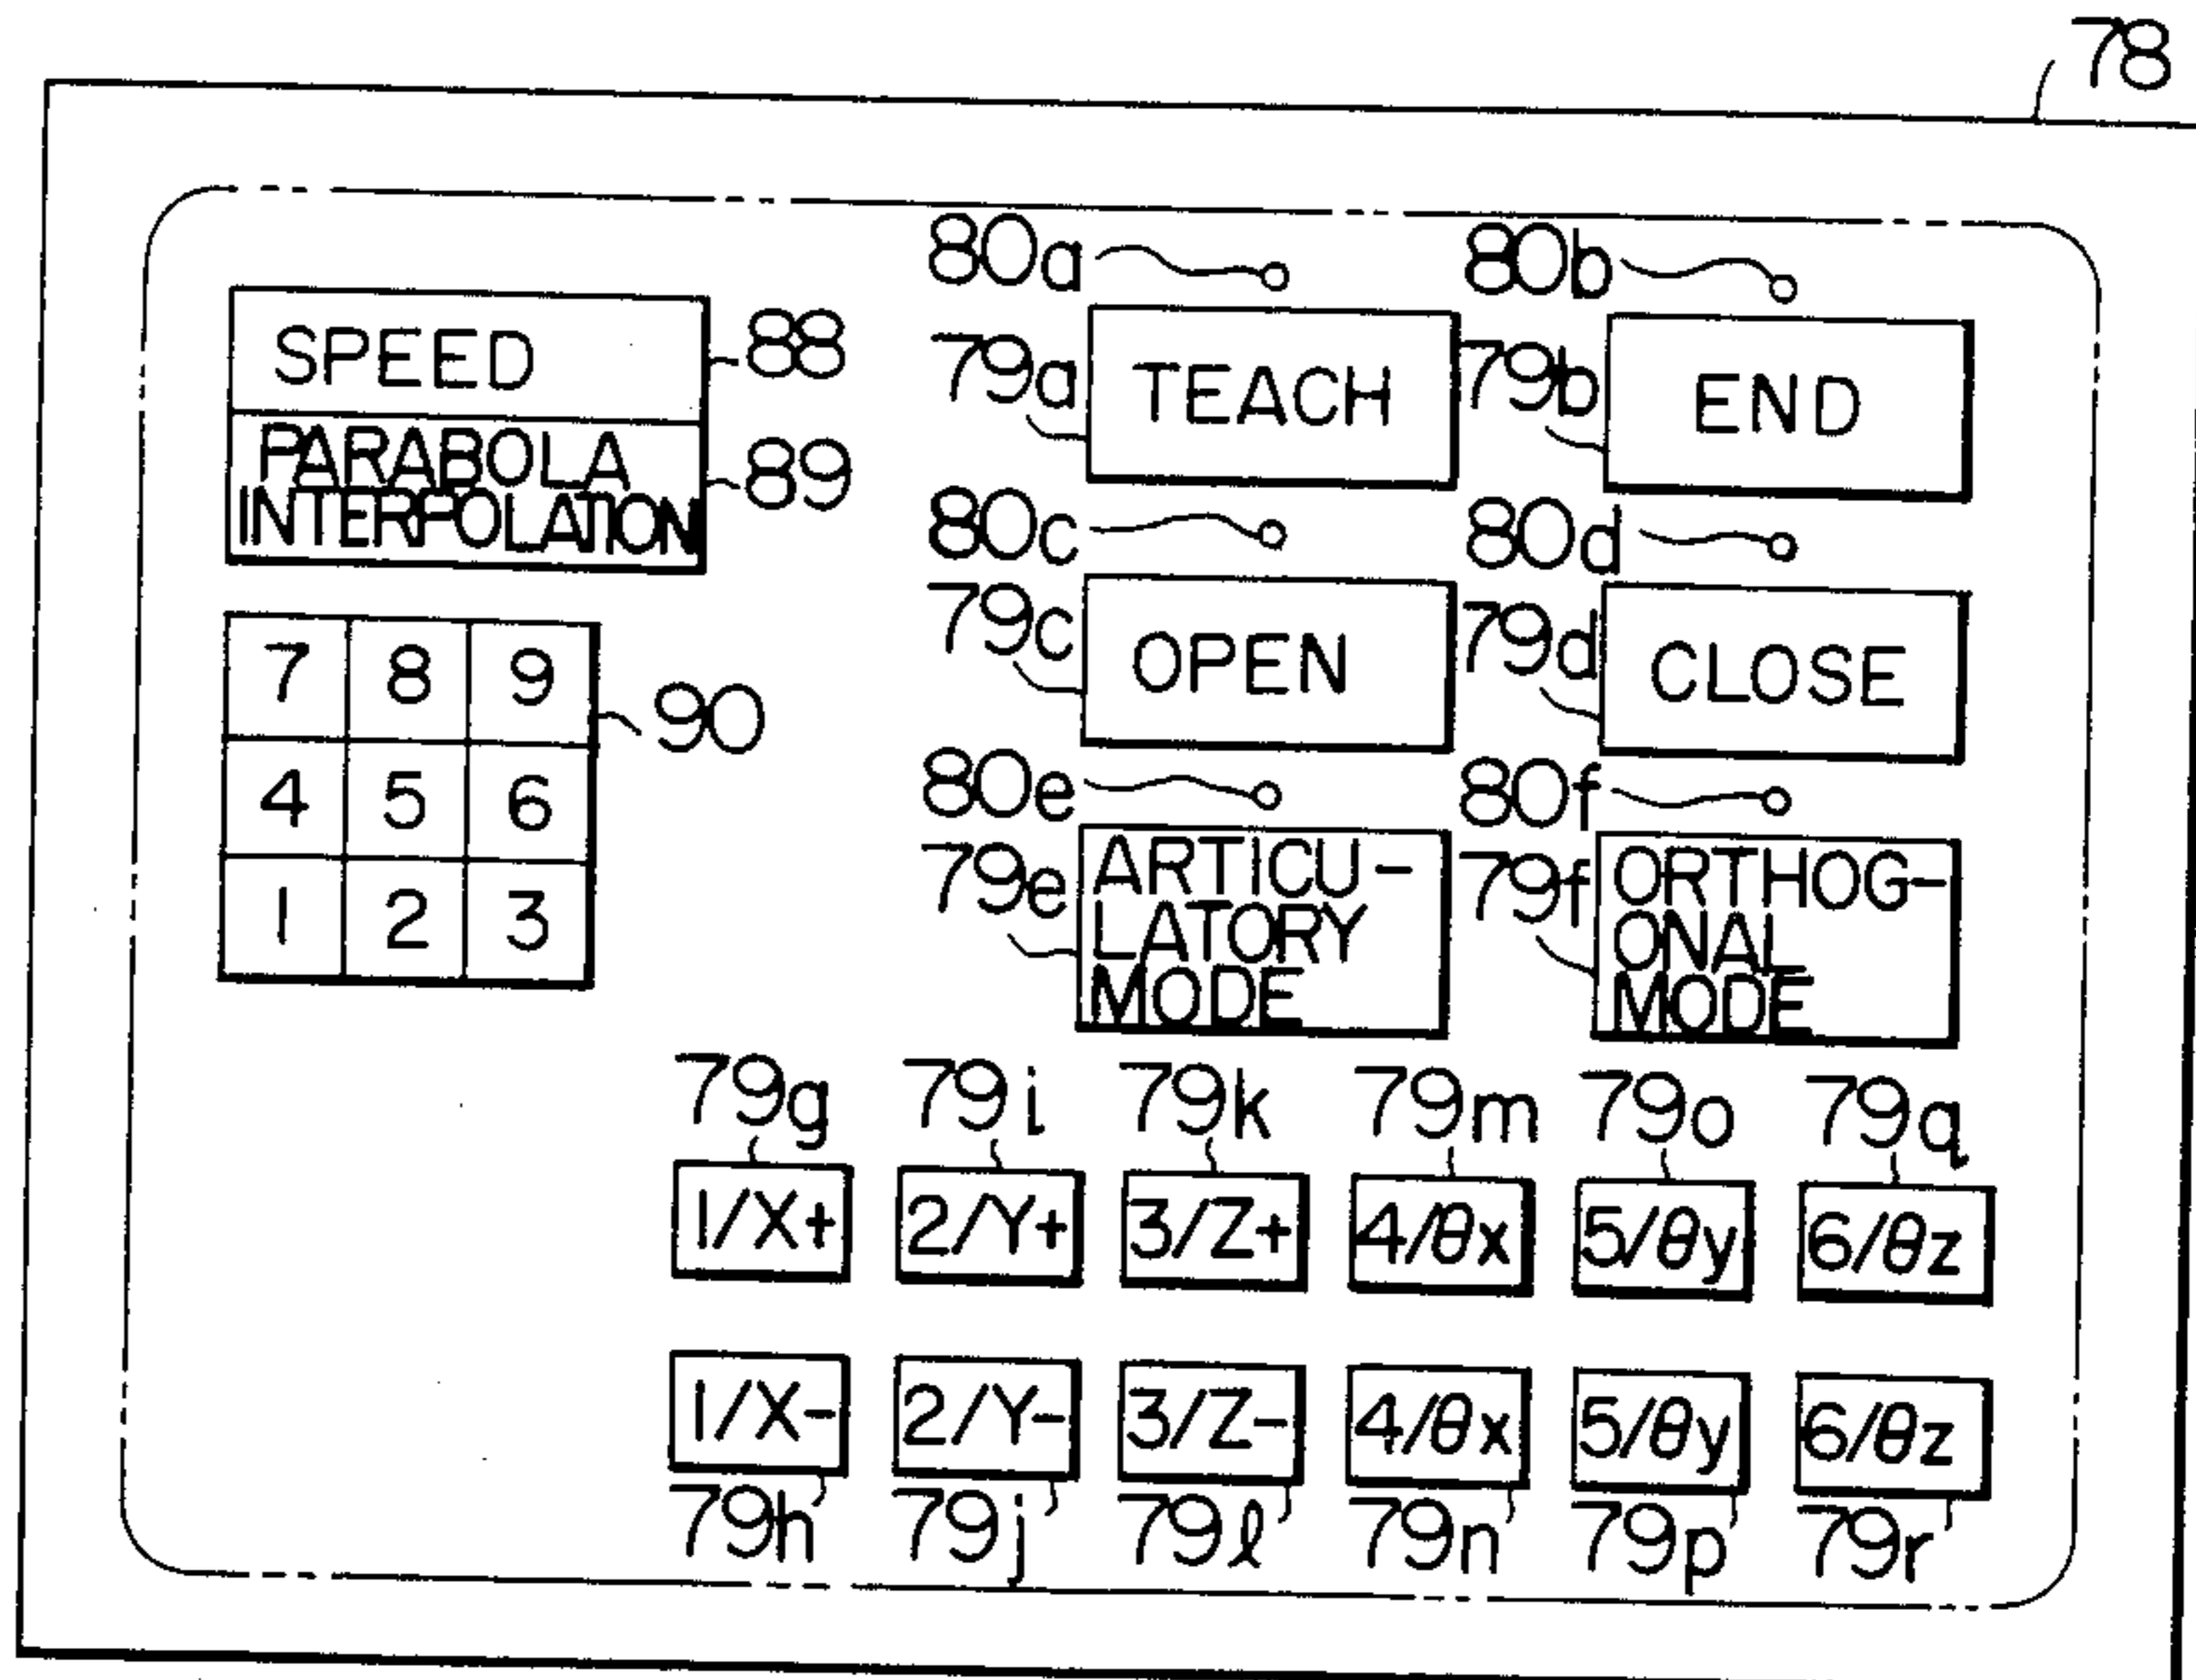 78
80a 80b
SPEED 88 79a TEACH 79b END
PARABOLA
INTERPOLATION 89
80c 80d
79c OPEN 79d CLOSE
7 8 9 90
4 5 6
1 2 3
80e 80f
79e ARTICU-
LATORY
MODE
79f ORTHOG-
ONAL
MODE
79g 79i 79k 79m 79o 79q
1/X+ 2/Y+ 3/Z+ 4/θx 5/θy 6/θz
1/X- 2/Y- 3/Z- 4/θx 5/θy 6/θz
79h 79j 79l 79n 79p 79r